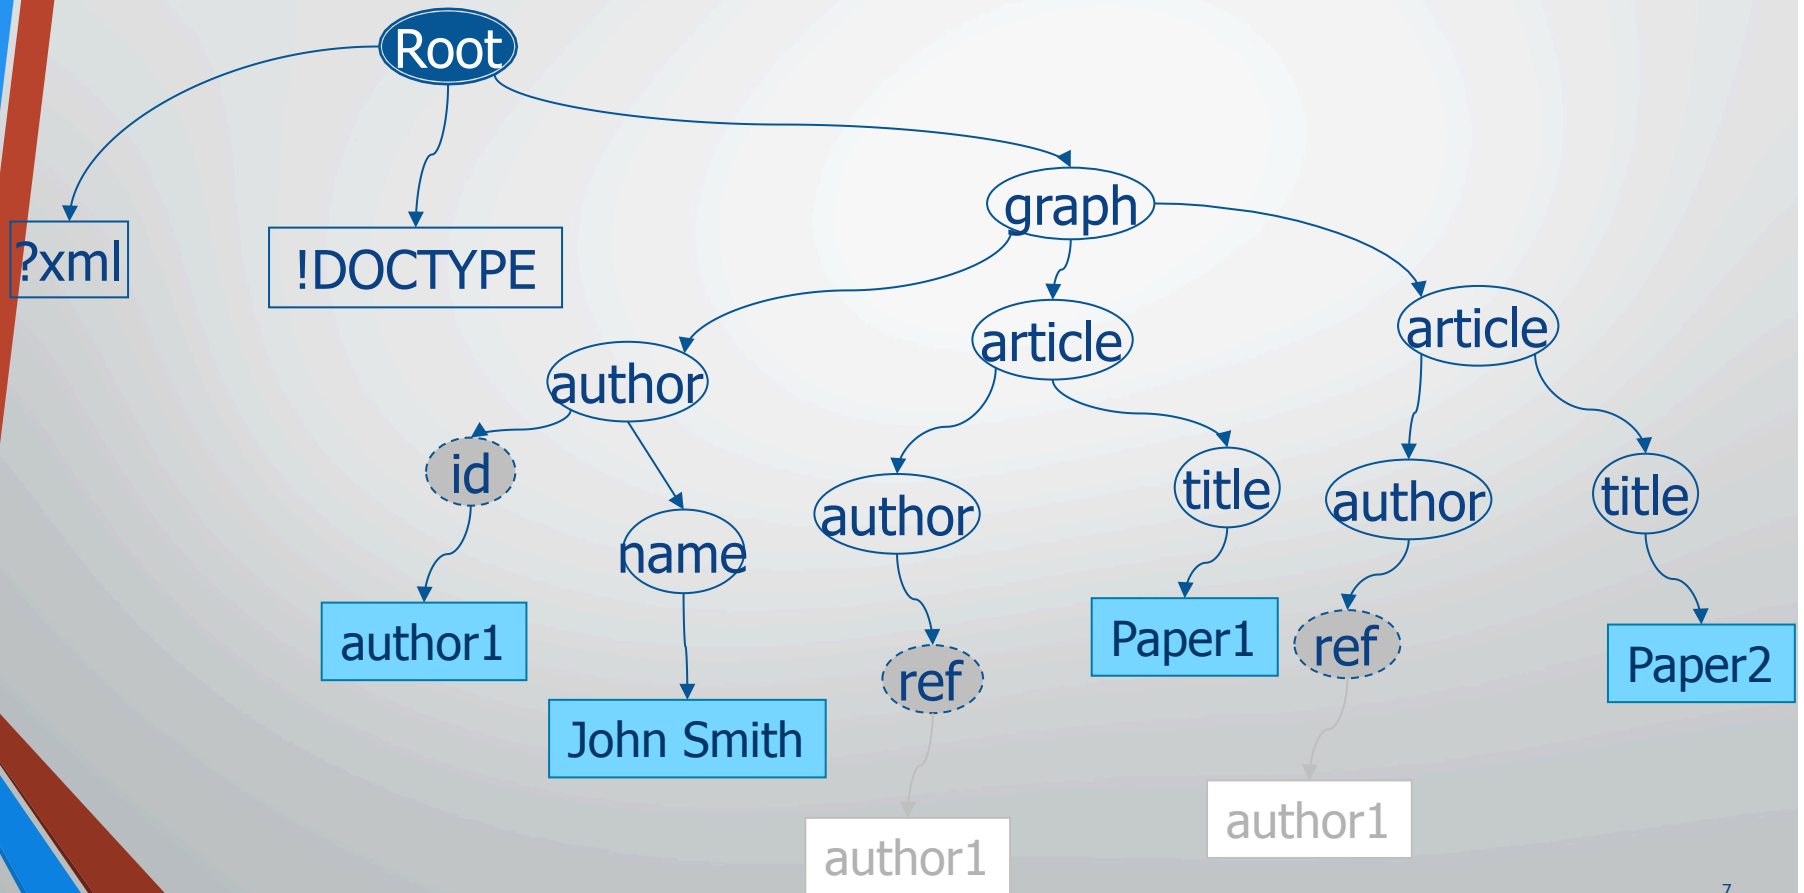 Root
?xml
!DOCTYPE
graph
author
article
article
id
name
author
title
author
title
author1
John Smith
ref
Paper1
ref
Paper2
author1
author1
7